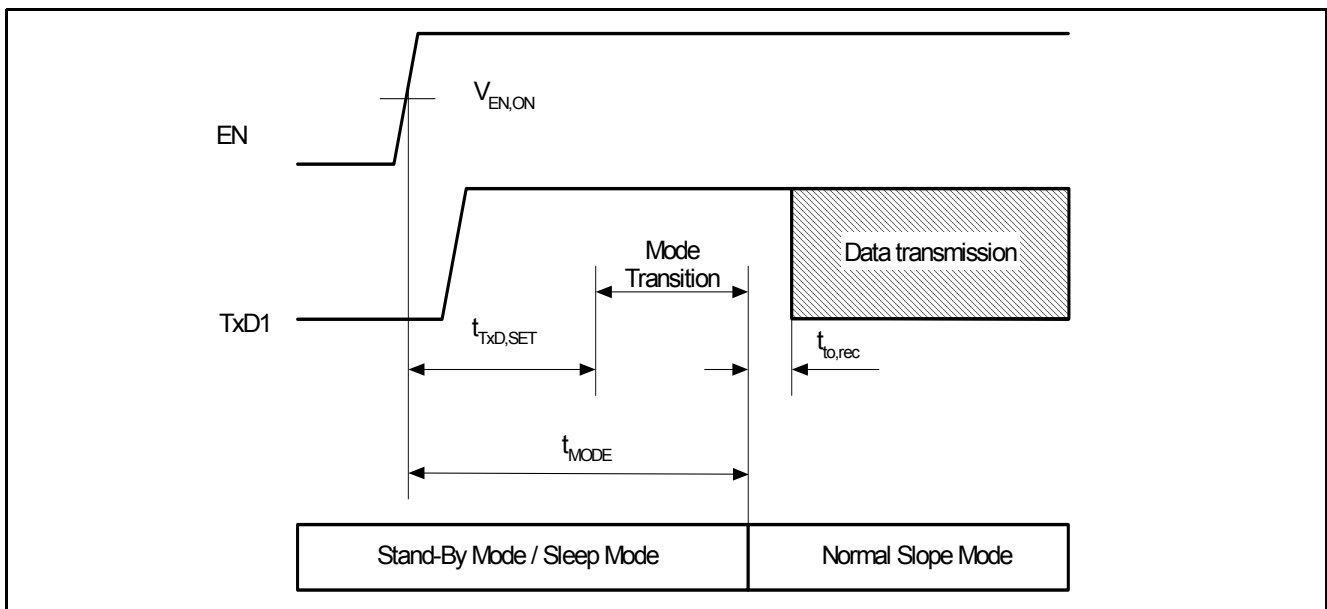 V_EN,ON
EN
Mode
Transition
Data transmission
TxD1
t_TxD,SET
t_to,rec
t_MODE
Stand-By Mode / Sleep Mode
Normal Slope Mode